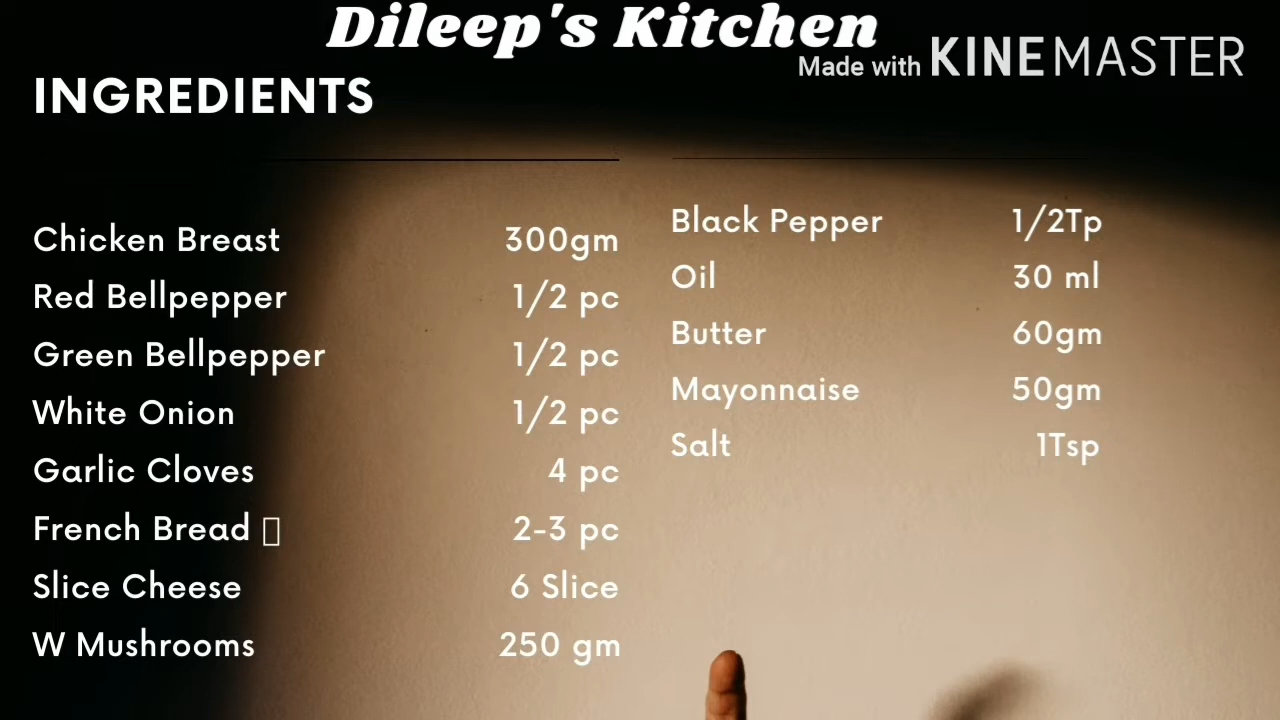 Dileep's Kitchen
Made with KINEMASTER
INGREDIENTS
Chicken Breast 300gm
Red Bellpepper 1/2 pc
Green Bellpepper 1/2 pc
White Onion 1/2 pc
Garlic Cloves 4 pc
French Bread 2-3 pc
Slice Cheese 6 Slice
W Mushrooms 250 gm
Black Pepper 1/2Tp
Oil 30 ml
Butter 60gm
Mayonnaise 50gm
Salt 1Tsp